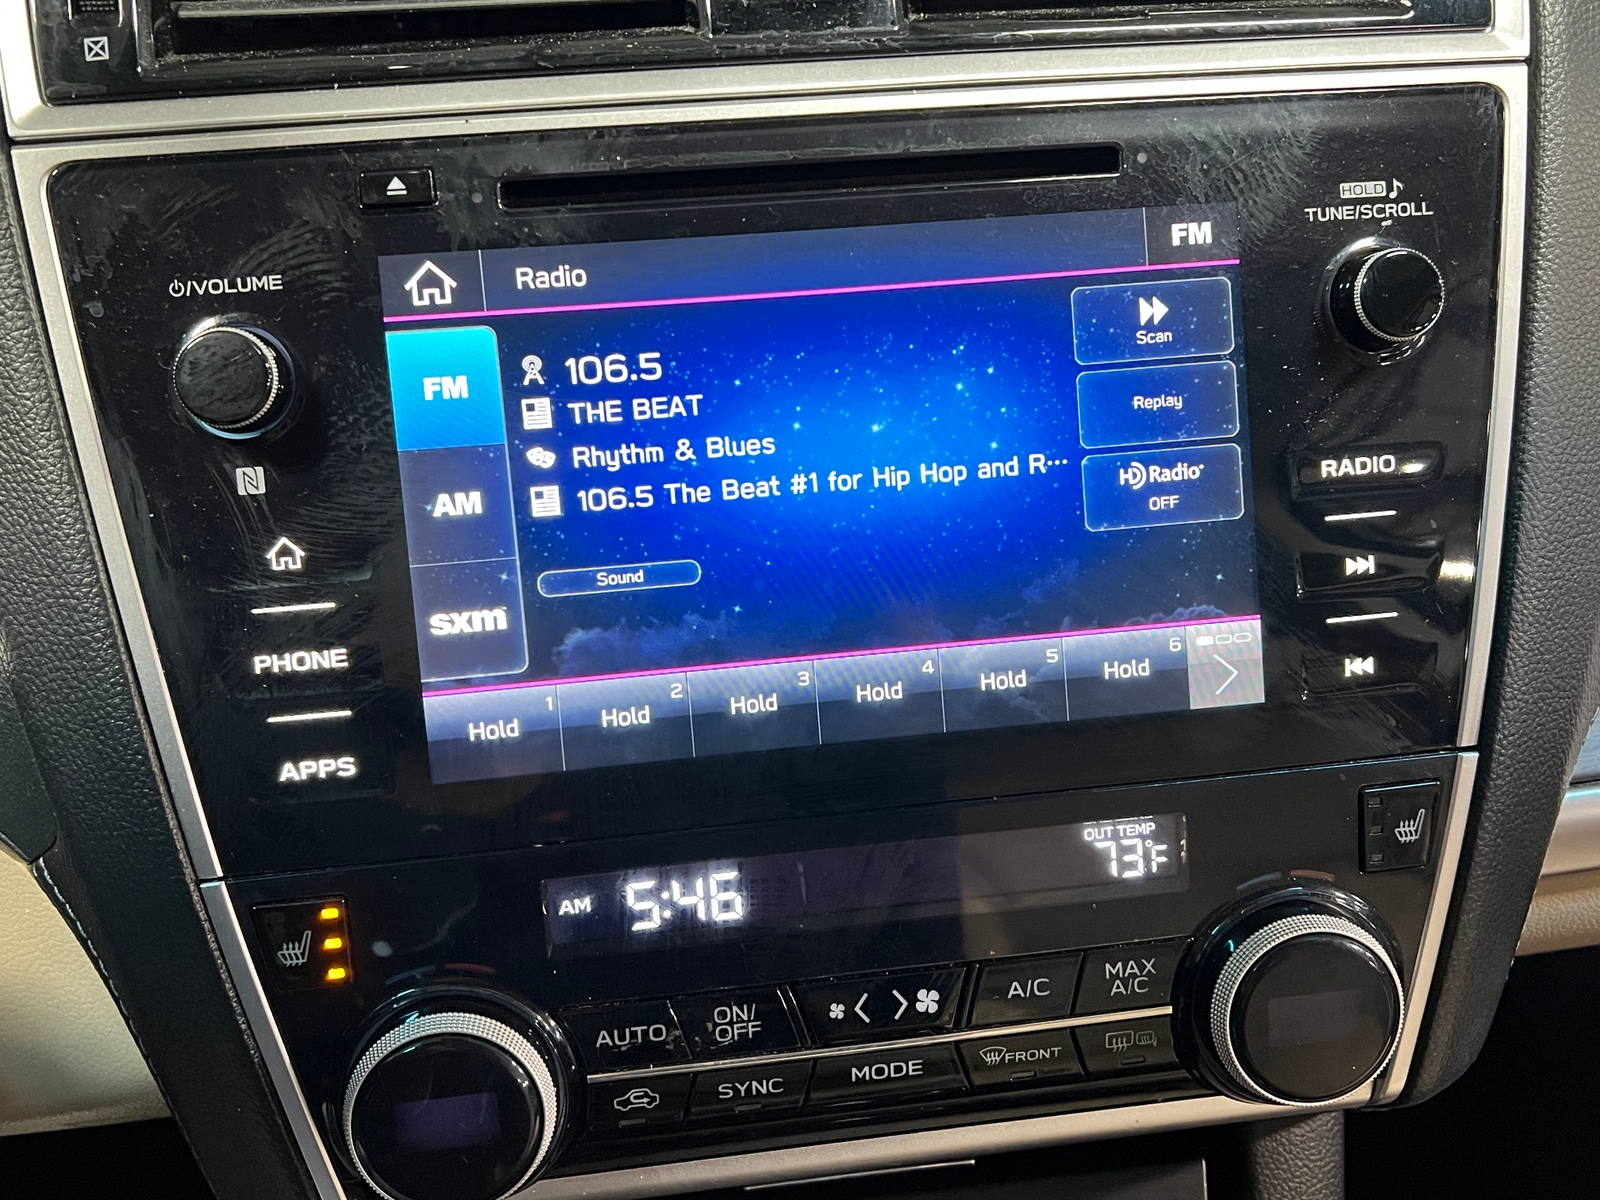 HOLD
TUNE/SCROLL
/VOLUME
Radio
FM
FM
AM
sxm
106.5
THE BEAT
Rhythm & Blues
106.5 The Beat #1 for Hip Hop and R…
Sound
Scan
Replay
HD Radio
OFF
1 Hold
2 Hold
3 Hold
4 Hold
5 Hold
6 Hold
PHONE
APPS
RADIO
AM 5:46
OUT TEMP
73°F
AUTO
ON/
OFF
A/C
MAX
A/C
SYNC
MODE
FRONT